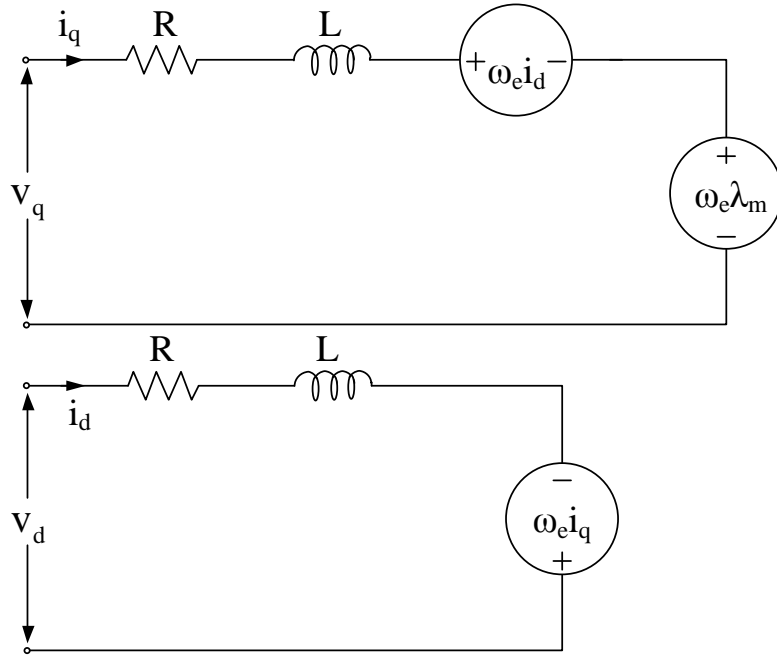 i_q R L
+ ω_e i_d −
v_q
+
ω_e λ_m
−
R L
i_d
v_d
−
ω_e i_q
+